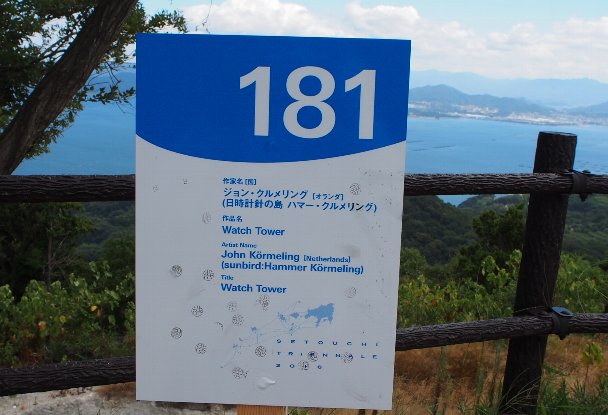 181
作家名 [国]
ジョン・クルメリング [オランダ]
(日時計針の島 ハマー・クルメリング)
作品名
Watch Tower
Artist Name
John Körmeling [Netherlands]
(sunbird:Hammer Körmeling)
Title
Watch Tower
SETOUCHI
TRIENNALE